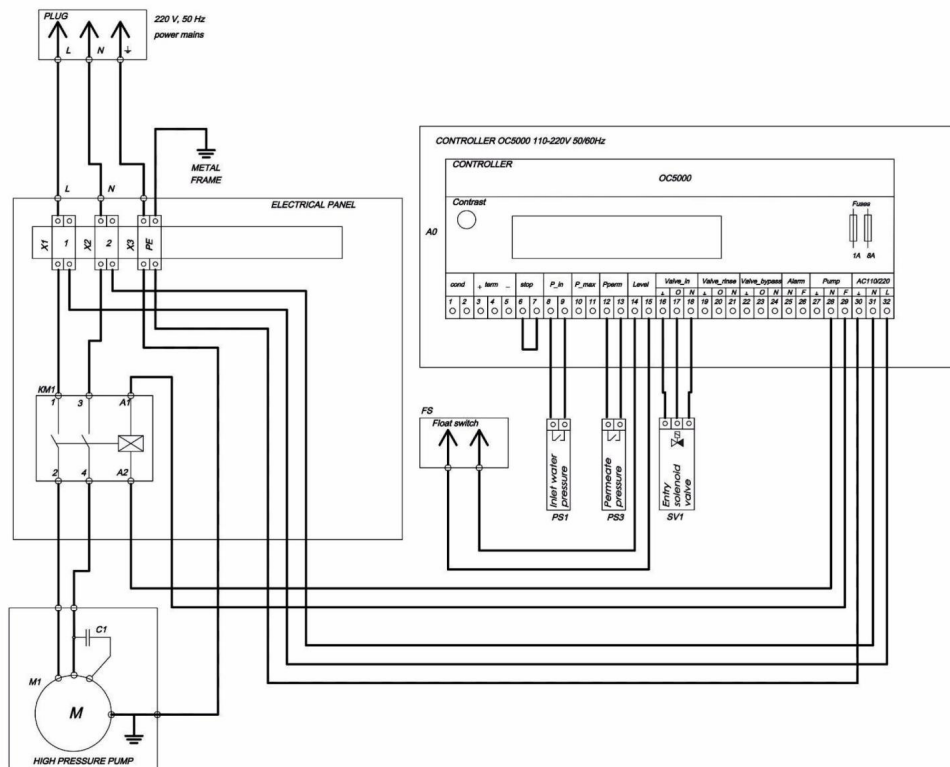 PLUG
220 V, 50 Hz
power mains
L N
METAL
FRAME
L N
ELECTRICAL PANEL
X1 1 X2 2 X3 PE
KM1
1 3 A1
2 4 A2
C1
M1
M
HIGH PRESSURE PUMP
CONTROLLER OC5000 110-220V 50/60Hz
CONTROLLER
OC5000
Contrast
Fuses
A0
1A 8A
cond + term - stop P_in P_max Pperm Level Valve_in Valve_rinse Valve_bypass Alarm Pump AC110/220
O N O N O N N F N F N L
1 2 3 4 5 6 7 8 9 10 11 12 13 14 15 16 17 18 19 20 21 22 23 24 25 26 27 28 29 30 31 32
FS
Float switch
Inlet water
pressure
PS1
Permeate
pressure
PS3
Entry
solenoid
valve
SV1